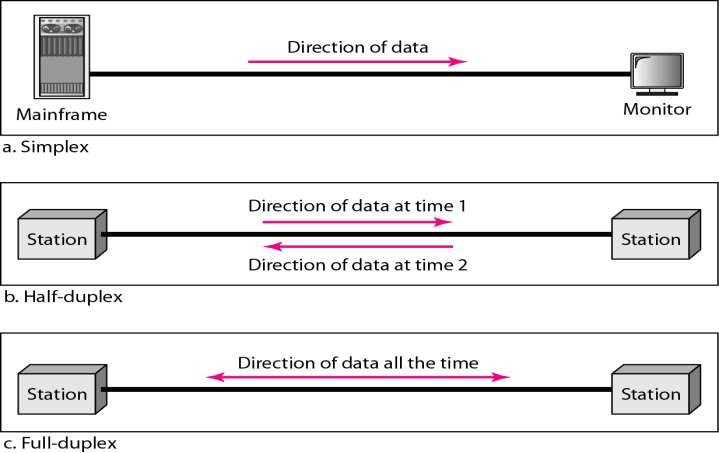 Direction of data
Mainframe
Monitor
a. Simplex
Direction of data at time 1
Station
Station
Direction of data at time 2
b. Half-duplex
Direction of data all the time
Station
Station
c. Full-duplex